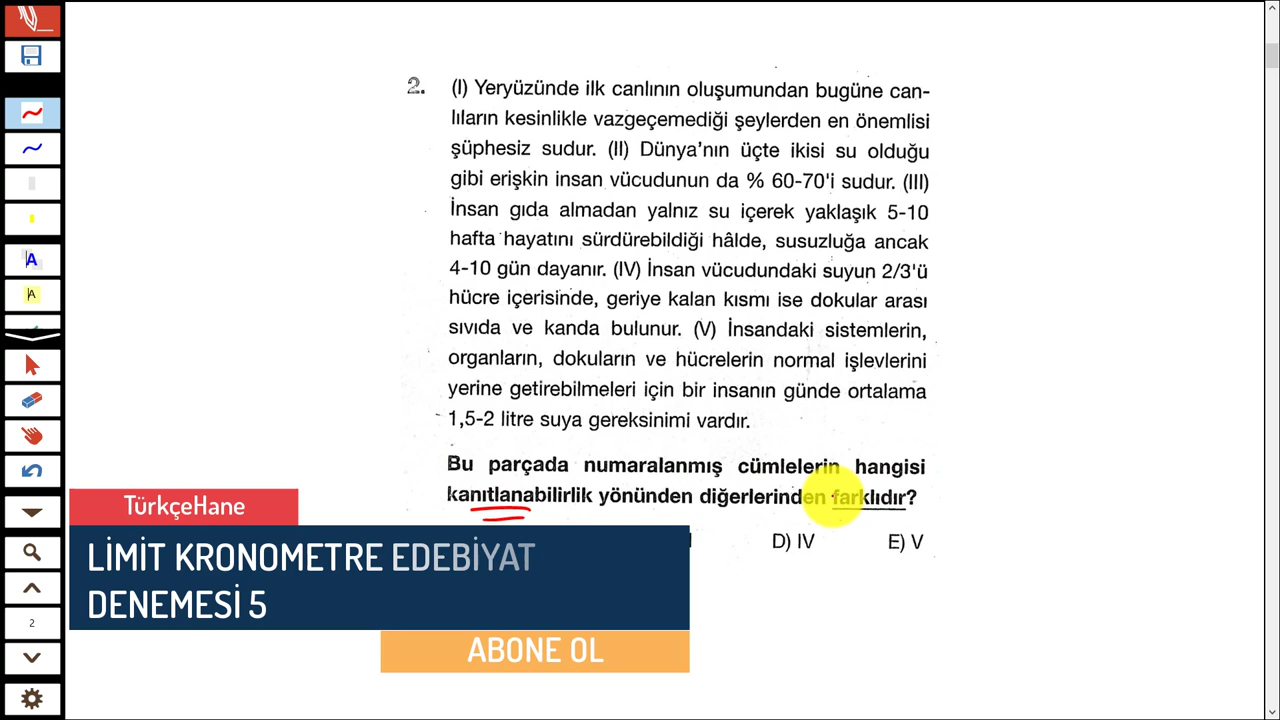 2. (I) Yeryüzünde ilk canlının oluşumundan bugüne can-
lıların kesinlikle vazgeçemediği şeylerden en önemlisi
şüphesiz sudur. (II) Dünya'nın üçte ikisi su olduğu
gibi erişkin insan vücudunun da % 60-70'i sudur. (III)
İnsan gıda almadan yalnız su içerek yaklaşık 5-10
hafta hayatını sürdürebildiği hâlde, susuzluğa ancak
4-10 gün dayanır. (IV) İnsan vücudundaki suyun 2/3'ü
hücre içerisinde, geriye kalan kısmı ise dokular arası
sıvıda ve kanda bulunur. (V) İnsandaki sistemlerin,
organların, dokuların ve hücrelerin normal işlevlerini
yerine getirebilmeleri için bir insanın günde ortalama
1,5-2 litre suya gereksinimi vardır.
Bu parçada numaralanmış cümlelerin hangisi
kanıtlanabilirlik yönünden diğerlerinden farklıdır?
D) IV E) V
TürkçeHane
LİMİT KRONOMETRE EDEBİYAT
DENEMESİ 5
ABONE OL
A
A
2